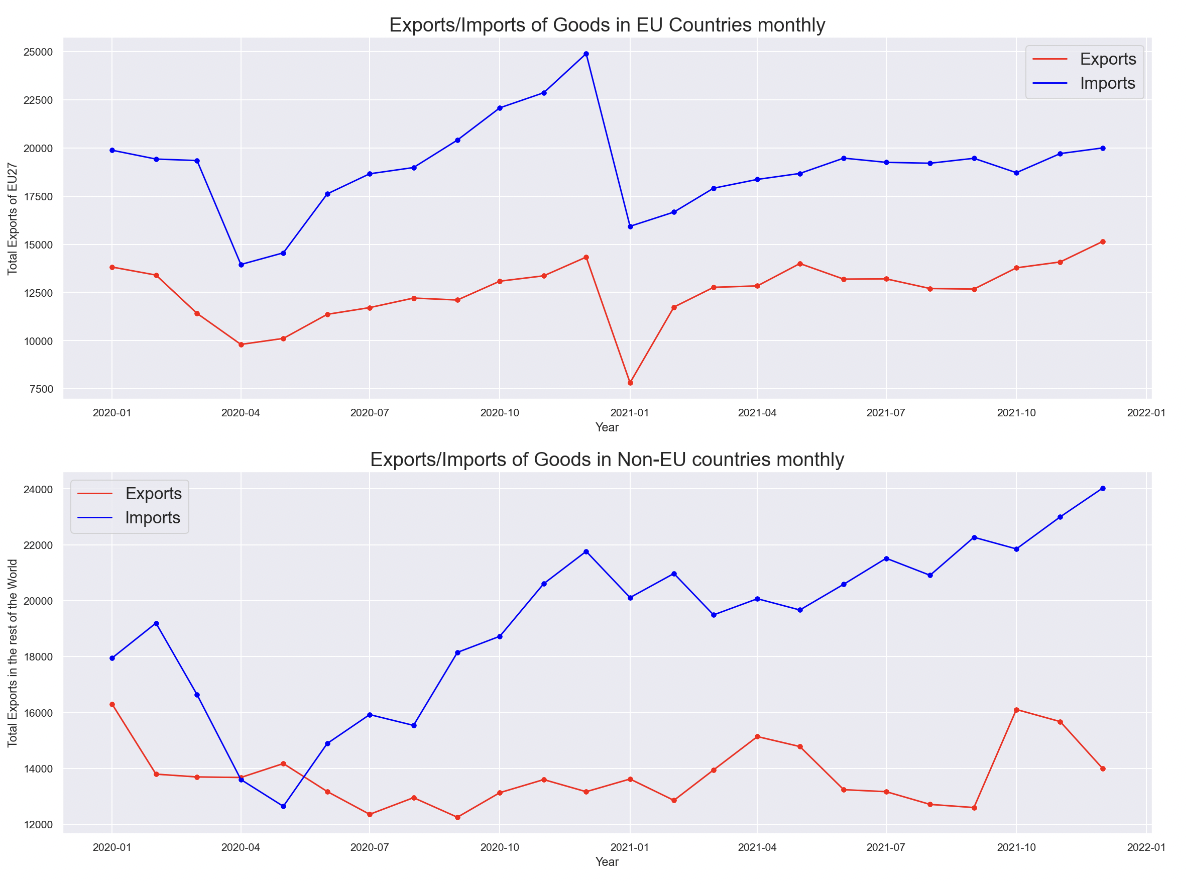 Exports/Imports of Goods in EU Countries monthly
Exports
Imports
Total Exports of EU27
25000
22500
20000
17500
15000
12500
10000
7500
2020-01 2020-04 2020-07 2020-10 2021-01 2021-04 2021-07 2021-10 2022-01
Year
Exports/Imports of Goods in Non-EU countries monthly
Exports
Imports
Total Exports in the rest of the World
24000
22000
20000
18000
16000
14000
12000
2020-01 2020-04 2020-07 2020-10 2021-01 2021-04 2021-07 2021-10 2022-01
Year